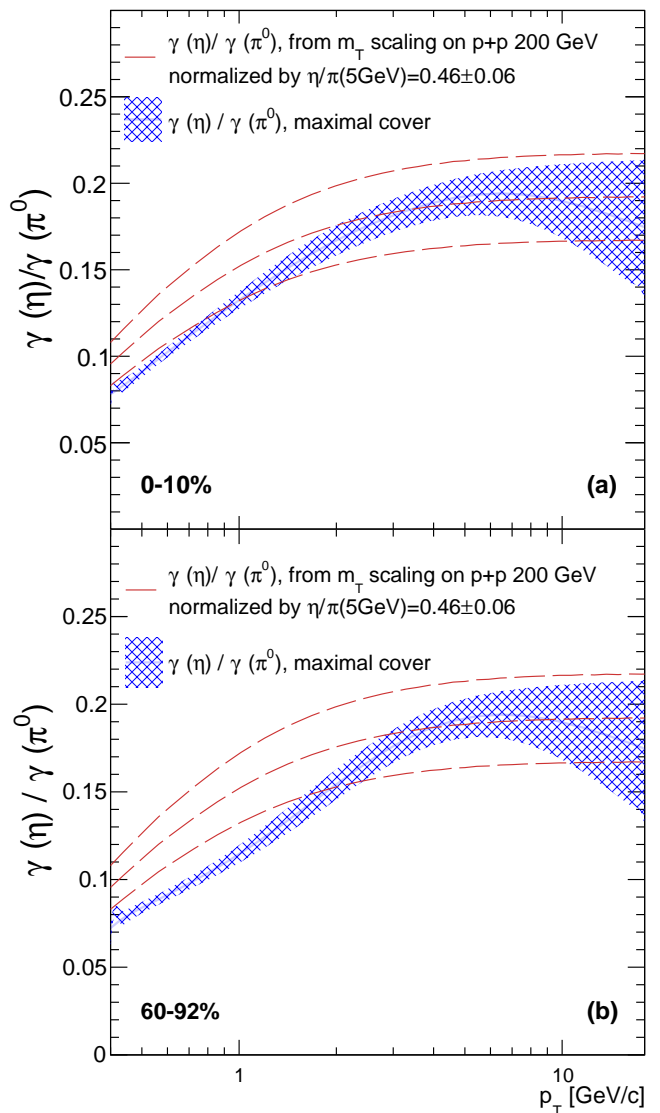 γ (η)/ γ (π⁰), from m_T scaling on p+p 200 GeV
normalized by η/π(5GeV)=0.46±0.06
γ (η) / γ (π⁰), maximal cover
0.25
0.2
0.15
0.1
0.05
γ (η)/γ (π⁰)
0-10%
(a)
γ (η)/ γ (π⁰), from m_T scaling on p+p 200 GeV
normalized by η/π(5GeV)=0.46±0.06
γ (η) / γ (π⁰), maximal cover
0.25
0.2
0.15
0.1
0.05
0
γ (η) / γ (π⁰)
60-92%
(b)
1
10
p_T [GeV/c]